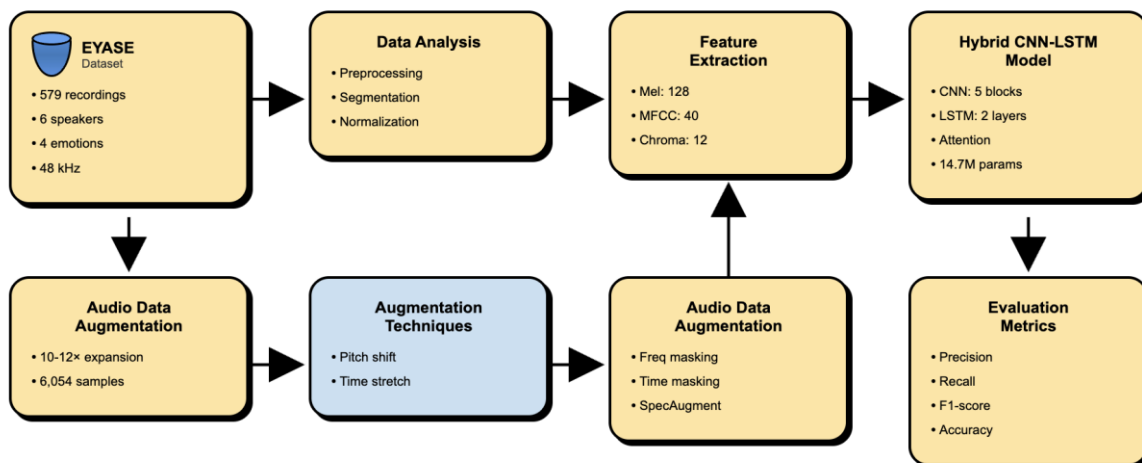 EYASE
Dataset
• 579 recordings
• 6 speakers
• 4 emotions
• 48 kHz
Data Analysis
• Preprocessing
• Segmentation
• Normalization
Feature
Extraction
• Mel: 128
• MFCC: 40
• Chroma: 12
Hybrid CNN-LSTM
Model
• CNN: 5 blocks
• LSTM: 2 layers
• Attention
• 14.7M params
Audio Data
Augmentation
• 10-12× expansion
• 6,054 samples
Augmentation
Techniques
• Pitch shift
• Time stretch
Audio Data
Augmentation
• Freq masking
• Time masking
• SpecAugment
Evaluation
Metrics
• Precision
• Recall
• F1-score
• Accuracy